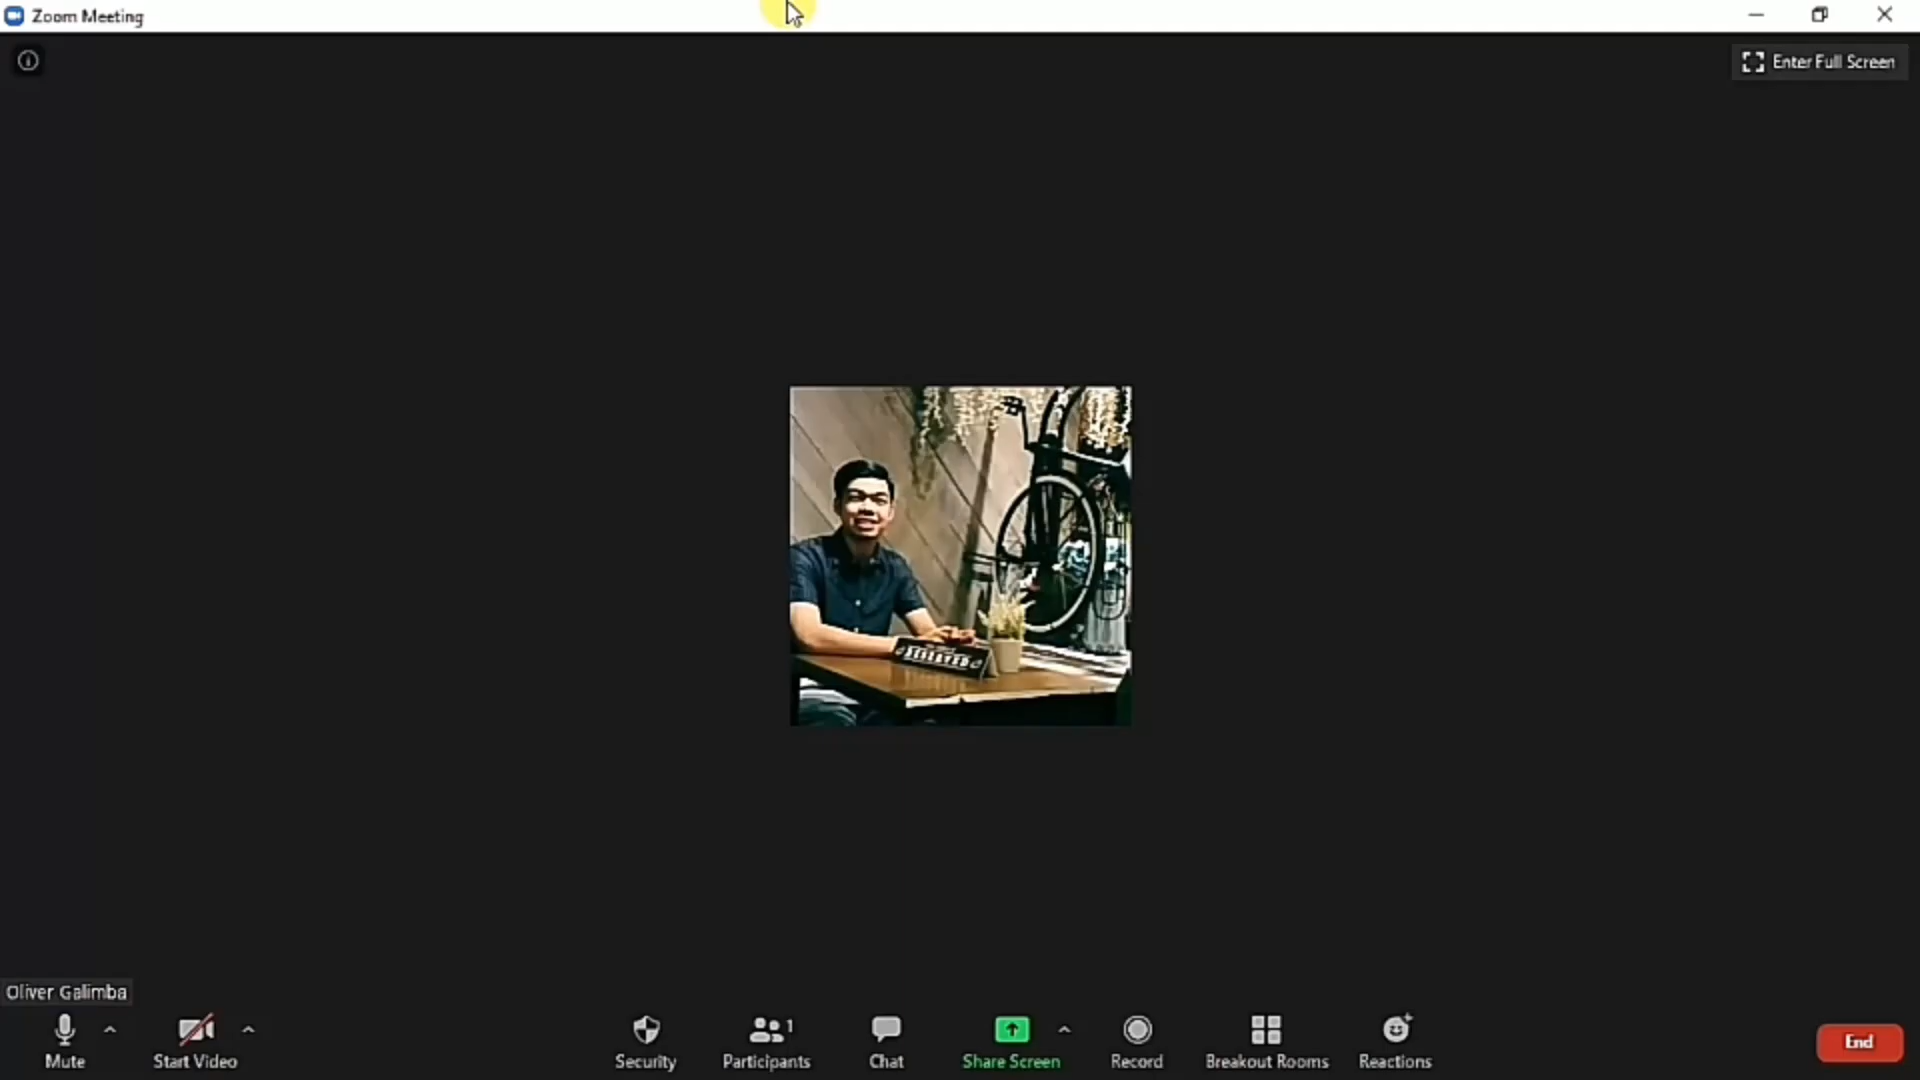 Zoom Meeting
Enter Full Screen
RESERVED
Oliver Galimba
Mute
Start Video
Security
1
Participants
Chat
Share Screen
Record
Breakout Rooms
Reactions
End